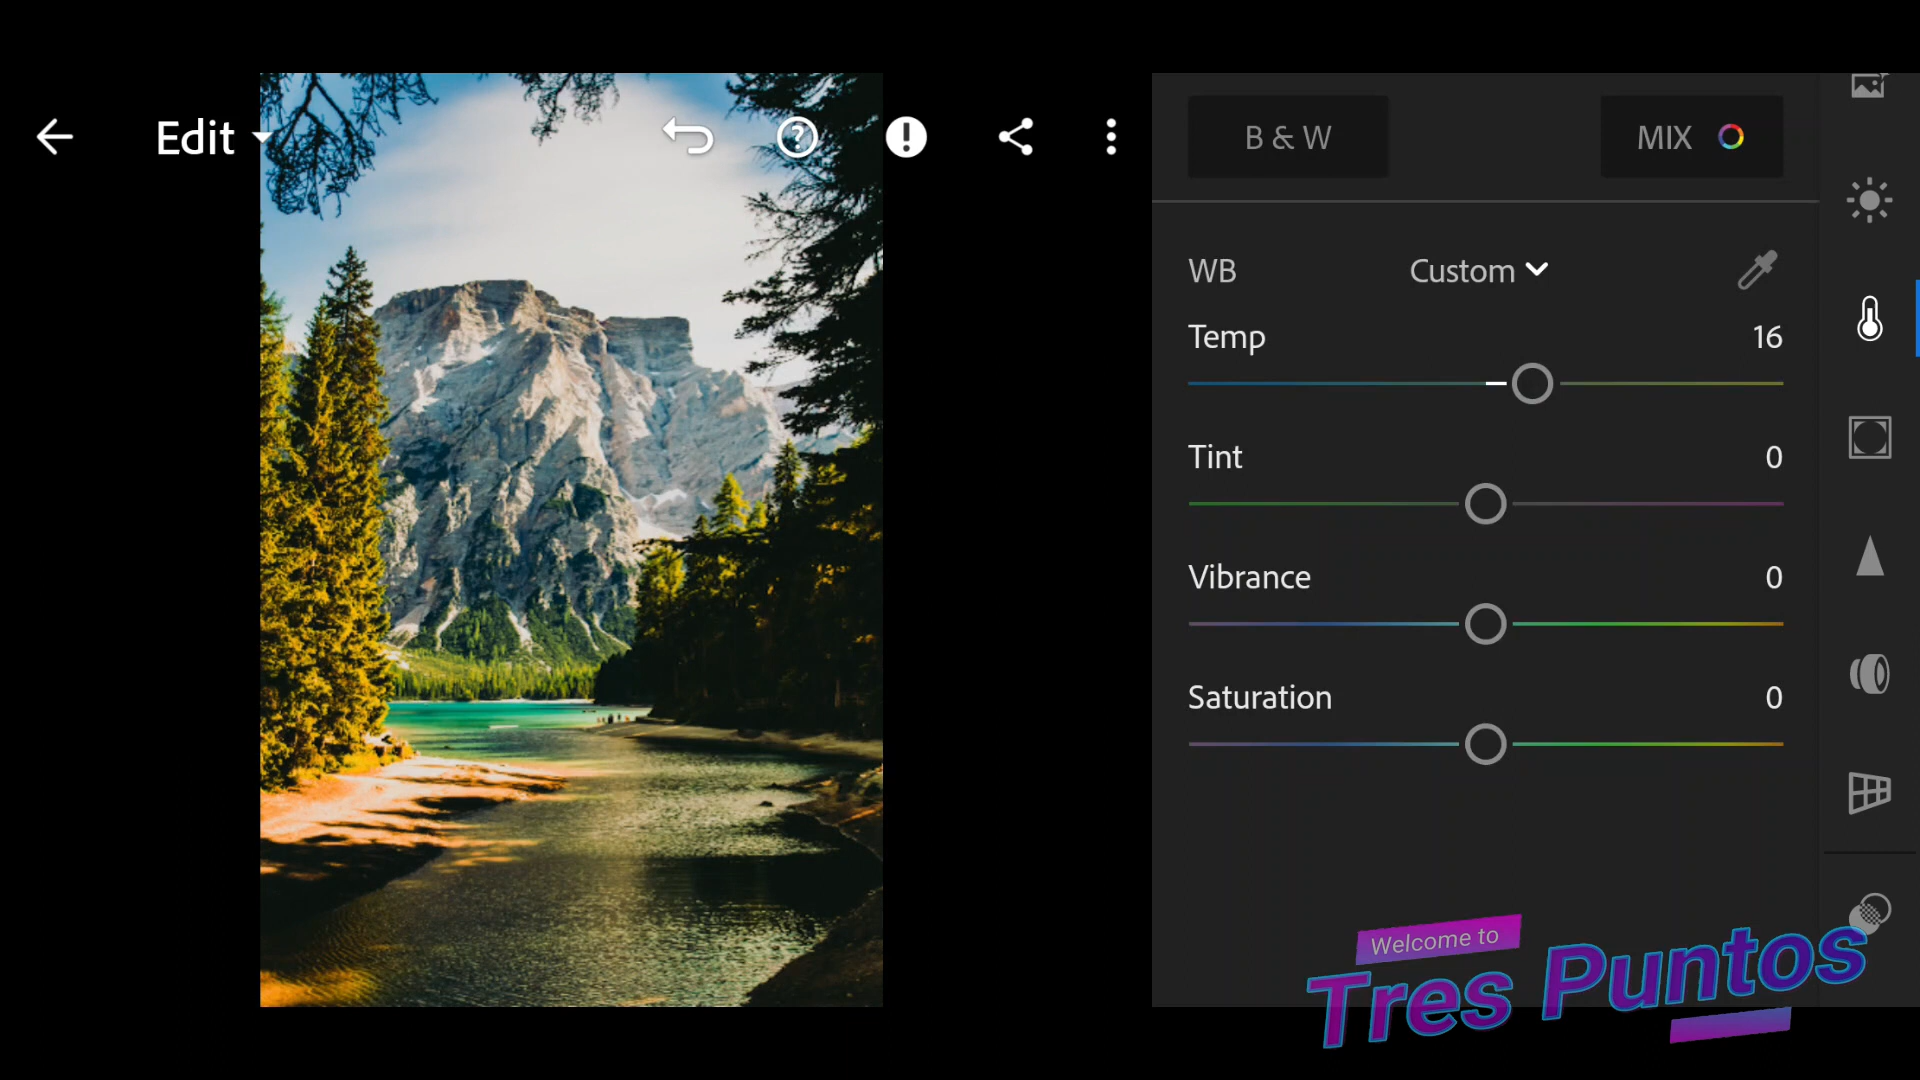 Edit
B & W
MIX
WB
Custom
Temp
16
Tint
0
Vibrance
0
Saturation
0
Welcome to
Tres Puntos